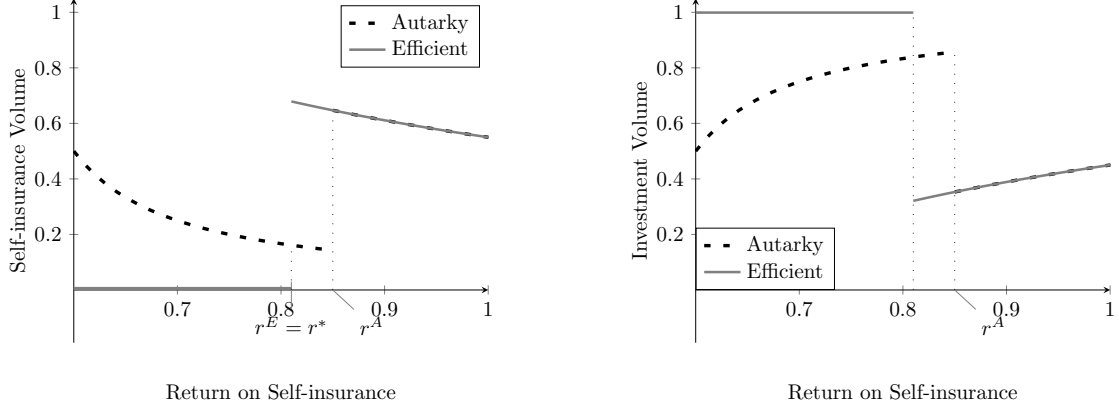 1
0.8
0.6
0.4
0.2
Self-insurance Volume
Autarky
Efficient
0.7
0.8
0.9
1
r^E = r^*
r^A
Return on Self-insurance
1
0.8
0.6
0.4
0.2
Investment Volume
Autarky
Efficient
0.7
0.8
0.9
1
r^A
Return on Self-insurance